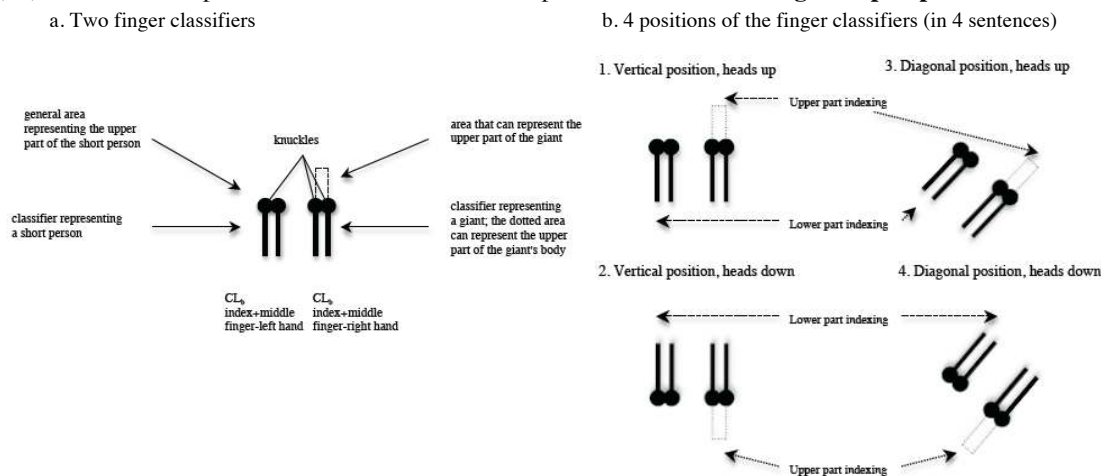 a. Two finger classifiers
b. 4 positions of the finger classifiers (in 4 sentences)
general area
representing the upper
part of the short person
knuckles
area that can represent the
upper part of the giant
classifier representing
a short person
classifier representing
a giant; the dotted area
can represent the upper
part of the giant's body
CLb
index+middle
finger-left hand
CLb
index+middle
finger-right hand
1. Vertical position, heads up
3. Diagonal position, heads up
Upper part indexing
Lower part indexing
2. Vertical position, heads down
4. Diagonal position, heads down
Lower part indexing
Upper part indexing